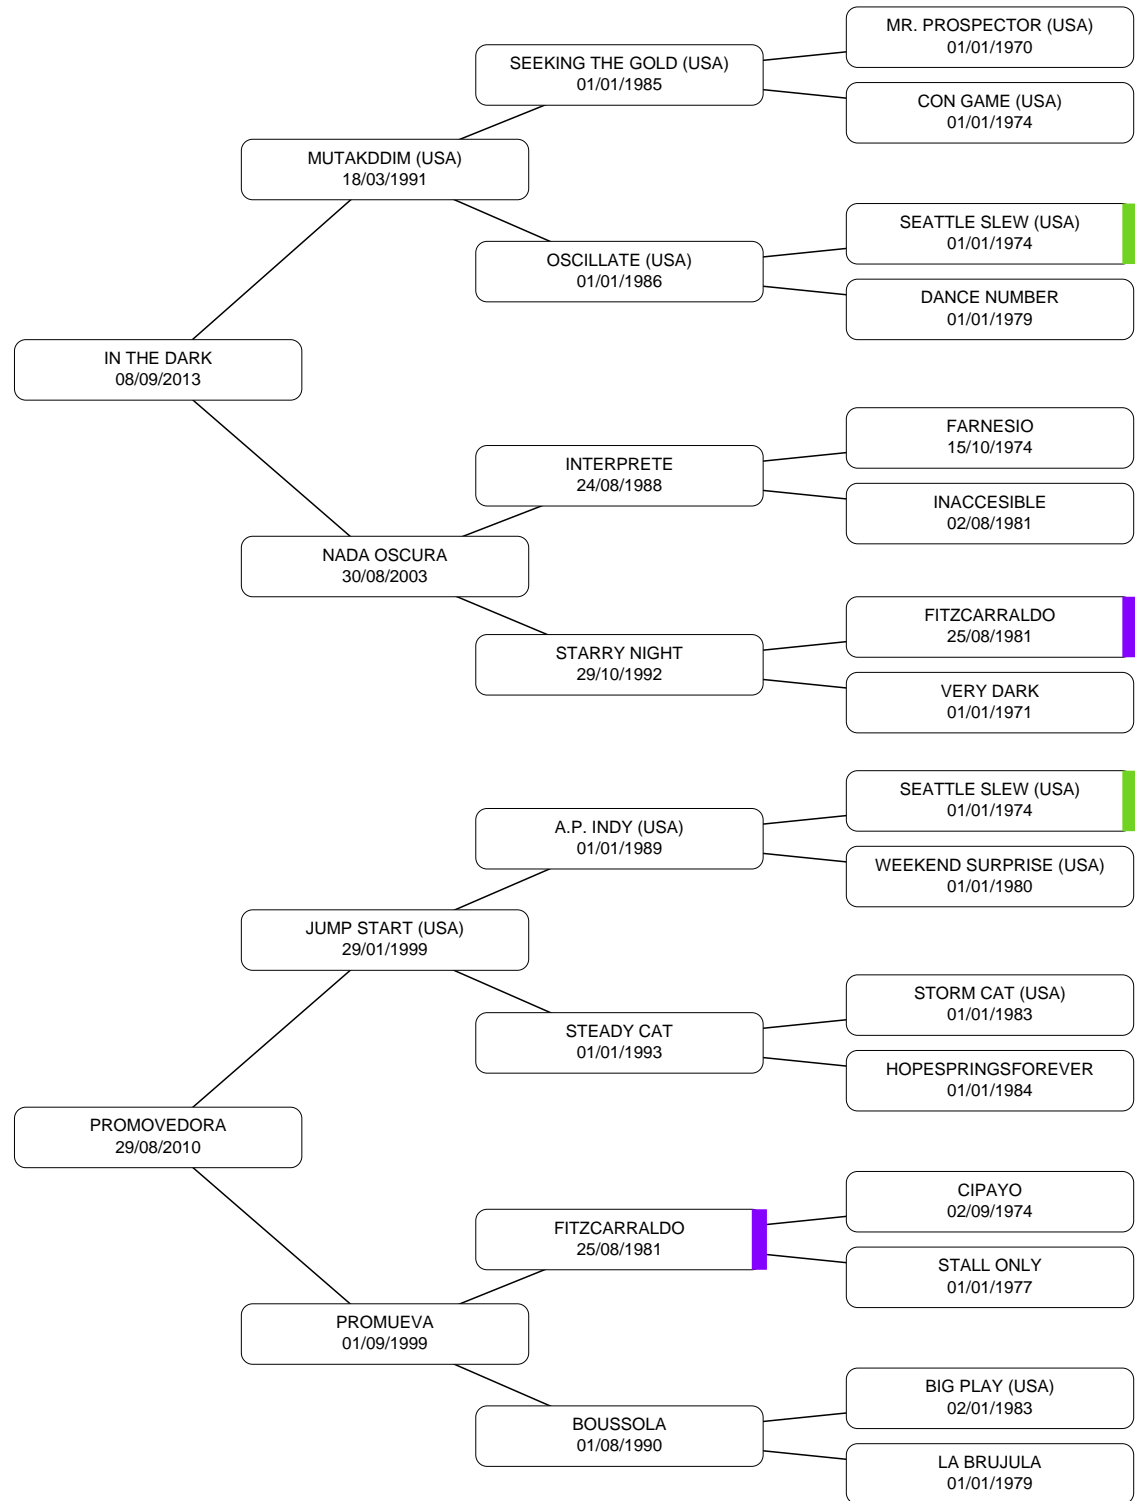 MR. PROSPECTOR (USA)
01/01/1970
SEEKING THE GOLD (USA)
01/01/1985
CON GAME (USA)
01/01/1974
MUTAKDDIM (USA)
18/03/1991
SEATTLE SLEW (USA)
01/01/1974
OSCILLATE (USA)
01/01/1986
DANCE NUMBER
01/01/1979
IN THE DARK
08/09/2013
FARNESIO
15/10/1974
INTERPRETE
24/08/1988
INACCESIBLE
02/08/1981
NADA OSCURA
30/08/2003
FITZCARRALDO
25/08/1981
STARRY NIGHT
29/10/1992
VERY DARK
01/01/1971
SEATTLE SLEW (USA)
01/01/1974
A.P. INDY (USA)
01/01/1989
WEEKEND SURPRISE (USA)
01/01/1980
JUMP START (USA)
29/01/1999
STORM CAT (USA)
01/01/1983
STEADY CAT
01/01/1993
HOPESPRINGSFOREVER
01/01/1984
PROMOVEDORA
29/08/2010
CIPAYO
02/09/1974
FITZCARRALDO
25/08/1981
STALL ONLY
01/01/1977
PROMUEVA
01/09/1999
BIG PLAY (USA)
02/01/1983
BOUSSOLA
01/08/1990
LA BRUJULA
01/01/1979